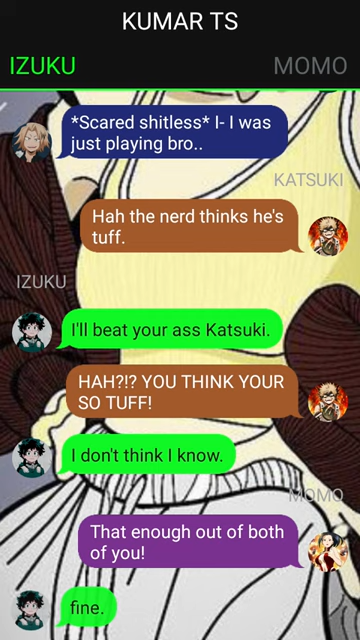 KUMAR TS
IZUKU
MOMO
*Scared shitless* I- I was
just playing bro..
KATSUKI
Hah the nerd thinks he's
tuff.
IZUKU
I'll beat your ass Katsuki.
HAH?!? YOU THINK YOUR
SO TUFF!
I don't think I know.
MOMO
That enough out of both
of you!
fine.